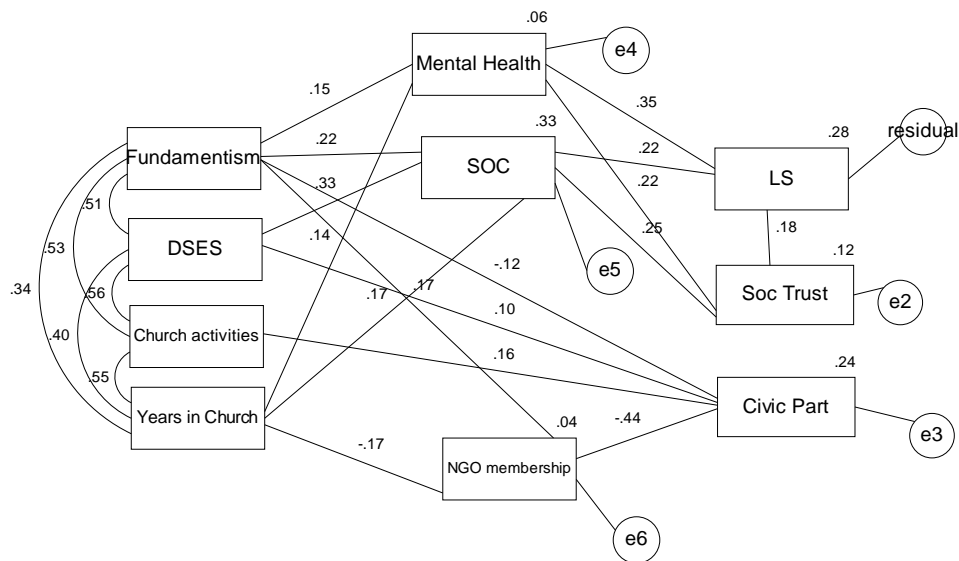 .06
e4
Mental Health
.15
.35
.33
.28
residual
Fundamentism
.22
SOC
.22
LS
.33
.22
.51
.14
.25
.18
.53
DSES
-.12
e5
.12
.34
.56
.17
.17
Soc Trust
e2
.40
Church activities
.10
.16
.24
.55
Years in Church
Civic Part
.04
-.44
-.17
NGO membership
e3
e6